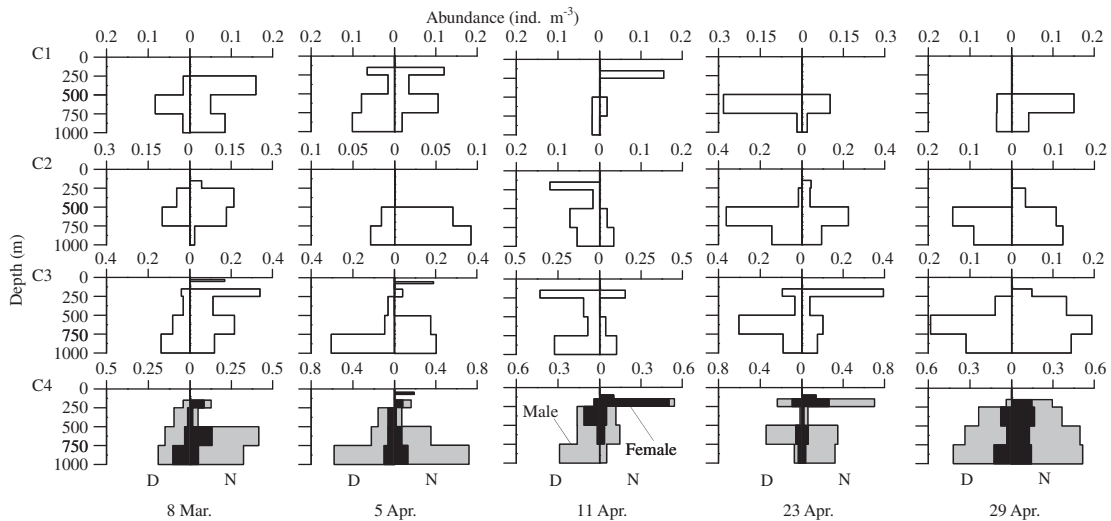 Abundance (ind. m-3)
0.2 0.1 0 0.1 0.2 0.2 0.1 0 0.1 0.2 0.2 0.1 0 0.1 0.2 0.3 0.15 0 0.15 0.3 0.2 0.1 0 0.1 0.2
C1
0
250
500
750
1000
0.3 0.15 0 0.15 0.3 0.1 0.05 0 0.05 0.1 0.2 0.1 0 0.1 0.2 0.4 0.2 0 0.2 0.4 0.2 0.1 0 0.1 0.2
C2
0
250
500
750
1000
0.4 0.2 0 0.2 0.4 0.4 0.2 0 0.2 0.4 0.5 0.25 0 0.25 0.5 0.4 0.2 0 0.2 0.4 0.2 0.1 0 0.1 0.2
C3
0
250
500
750
1000
0.5 0.25 0 0.25 0.5 0.8 0.4 0 0.4 0.8 0.6 0.3 0 0.3 0.6 0.8 0.4 0 0.4 0.8 0.6 0.3 0 0.3 0.6
C4
0
250
500
750
1000
Depth (m)
Male
Female
D N D N D N D N D N
8 Mar. 5 Apr. 11 Apr. 23 Apr. 29 Apr.